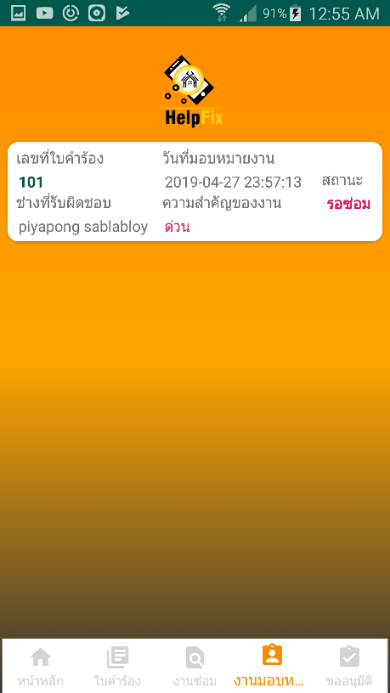 91% 12:55 AM
HelpFix
เลขที่ใบคำร้อง วันที่มอบหมายงาน
101 2019-04-27 23:57:13 สถานะ
ช่างที่รับผิดชอบ ความสำคัญของงาน รอซ่อม
piyapong sablabloy ด่วน
หน้าหลัก ใบคำร้อง งานซ่อม งานมอบห... ขออนุมัติ